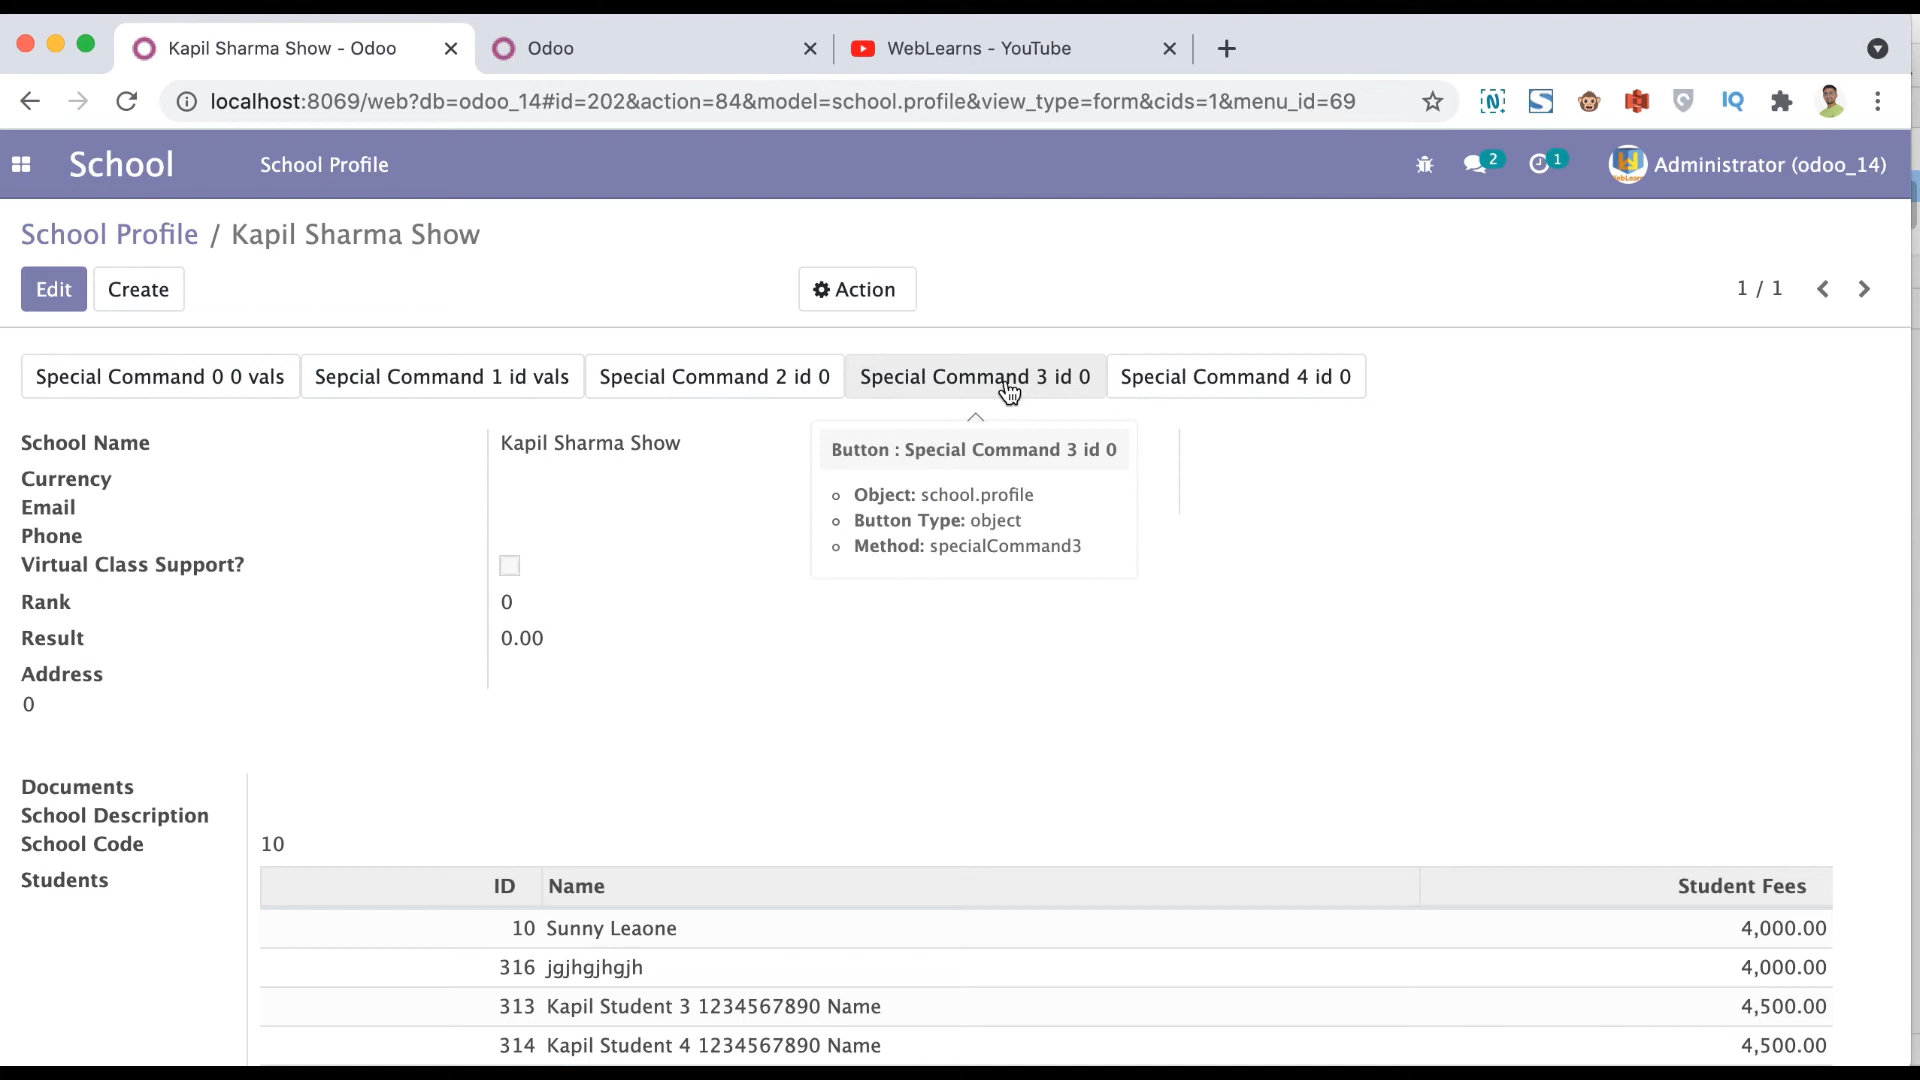 Kapil Sharma Show - Odoo
Odoo
WebLearns - YouTube
localhost:8069/web?db=odoo_14#id=202&action=84&model=school.profile&view_type=form&cids=1&menu_id=69
IQ
School
School Profile
2
1
Administrator (odoo_14)
School Profile / Kapil Sharma Show
Edit
Create
Action
1 / 1
Special Command 0 0 vals
Sepcial Command 1 id vals
Special Command 2 id 0
Special Command 3 id 0
Special Command 4 id 0
School Name
Kapil Sharma Show
Currency
Email
Phone
Virtual Class Support?
Rank
0
Result
0.00
Address
0
Button : Special Command 3 id 0
Object: school.profile
Button Type: object
Method: specialCommand3
Documents
School Description
School Code
10
Students
ID Name Student Fees
10 Sunny Leaone 4,000.00
316 jgjhgjhgjh 4,000.00
313 Kapil Student 3 1234567890 Name 4,500.00
314 Kapil Student 4 1234567890 Name 4,500.00